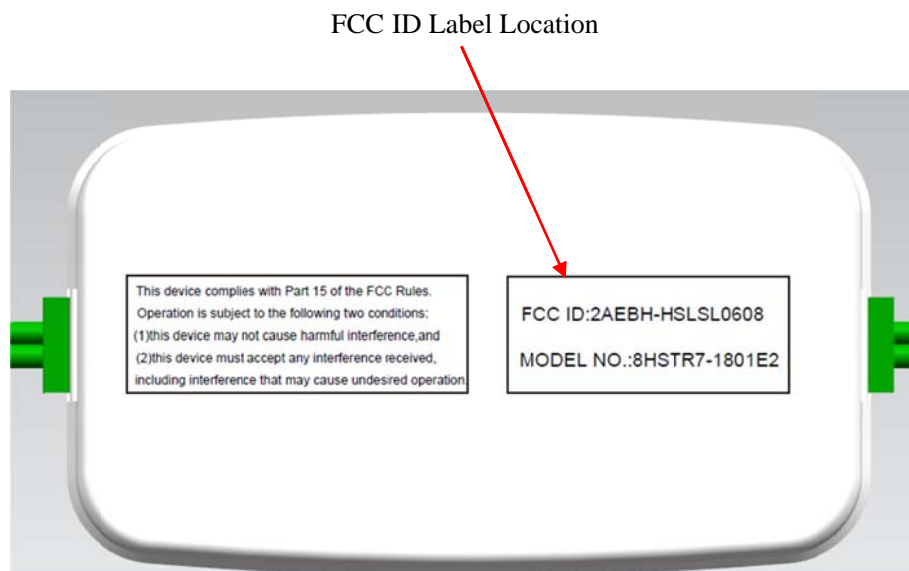 FCC ID Label Location
This device complies with Part 15 of the FCC Rules.
Operation is subject to the following two conditions:
(1)this device may not cause harmful interference,and
(2)this device must accept any interference received,
including interference that may cause undesired operation.
FCC ID:2AEBH-HSLSL0608
MODEL NO.:8HSTR7-1801E2